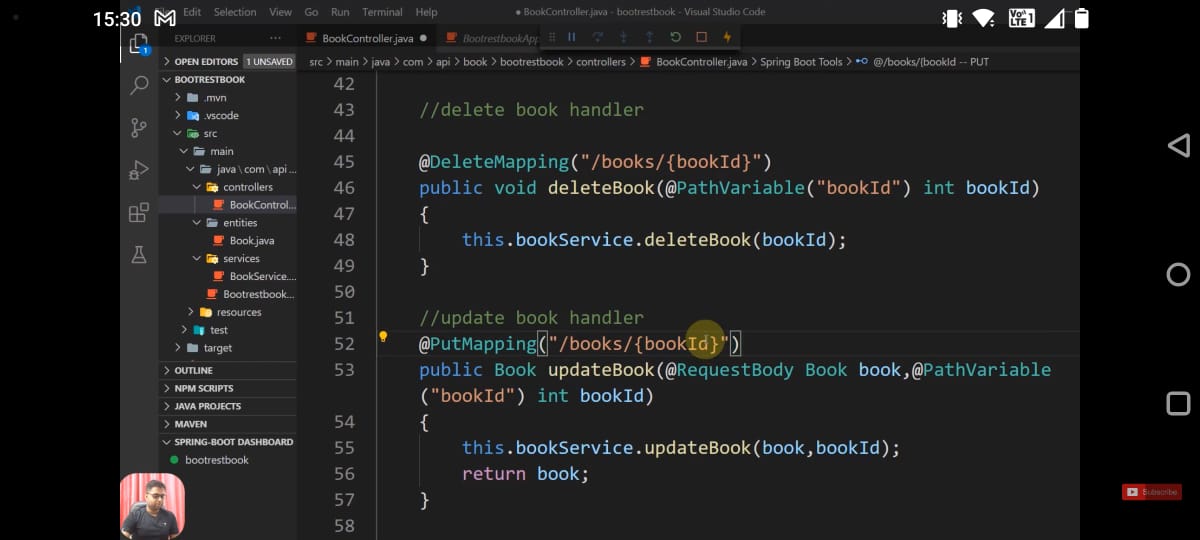 15:30
Edit Selection View Go Run Terminal Help
● BookController.java - bootrestbook - Visual Studio Code
Vo)
LTE 1
EXPLORER ...
BookController.java ●
BootrestbookApp
1
> OPEN EDITORS 1 UNSAVED
src > main > java > com > api > book > bootrestbook > controllers > BookController.java > Spring Boot Tools > @/books/{bookId -- PUT
BOOTRESTBOOK
> .mvn
> .vscode
src
main
java \ com \ api ...
controllers
BookControl...
entities
Book.java
services
BookService....
Bootrestbook...
> resources
> test
> target
> OUTLINE
> NPM SCRIPTS
> JAVA PROJECTS
> MAVEN
SPRING-BOOT DASHBOARD
bootrestbook
42
43 //delete book handler
44
45 @DeleteMapping("/books/{bookId}")
46 public void deleteBook(@PathVariable("bookId") int bookId)
47 {
48 this.bookService.deleteBook(bookId);
49 }
50
51 //update book handler
52 @PutMapping("/books/{bookId}")
53 public Book updateBook(@RequestBody Book book,@PathVariable
("bookId") int bookId)
54 {
55 this.bookService.updateBook(book,bookId);
56 return book;
57 }
58
Subscribe